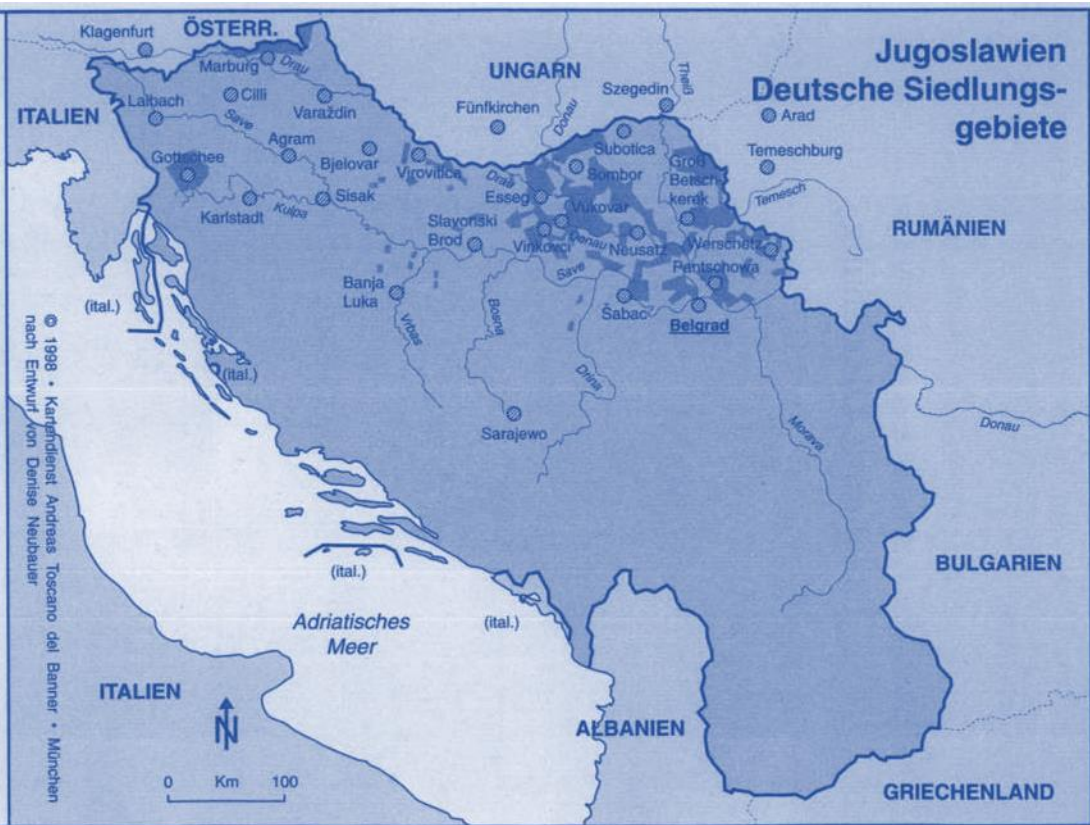 Jugoslawien
Deutsche Siedlungs-
gebiete
Klagenfurt
ÖSTERR.
Marburg
Drau
UNGARN
Theiß
Szegedin
ITALIEN
Laibach
Cilli
Varaždin
Fünfkirchen
Donau
Arad
Save
Agram
Bjelovar
Virovitica
Subotica
Temeschburg
Gottschee
Drau
Sombor
Groß
Betsch
kerek
Esseg
Temesch
Karlstadt
Kulpa
Sisak
Vukovar
RUMÄNIEN
Slavonski
Brod
Vinkovci
Donau
Neusatz
Werschetz
Save
Pantschowa
Banja
Luka
Šabac
Belgrad
(ital.)
Vrbas
Bosna
Drina
(ital.)
Sarajewo
Morava
Donau
BULGARIEN
(ital.)
Adriatisches
Meer
(ital.)
ITALIEN
N
ALBANIEN
0 Km 100
GRIECHENLAND
© 1998 • Kartendienst Andreas Toscano del Banner • München
nach Entwurf von Denise Neubauer